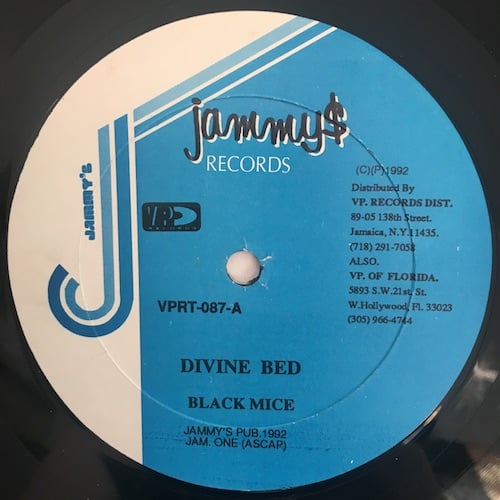 jammy$
RECORDS
JAMMY'S
VP
RECORDS
(C)(P)1992
Distributed By
VP. RECORDS DIST.
89-05 138th Street.
Jamaica, N.Y.11435.
(718) 291-7058
ALSO.
VP. OF FLORIDA.
5893 S.W.21st. St.
W.Hollywood, Fl. 33023
(305) 966-4744
VPRT-087-A
DIVINE BED
BLACK MICE
JAMMY'S PUB.1992
JAM. ONE (ASCAP)